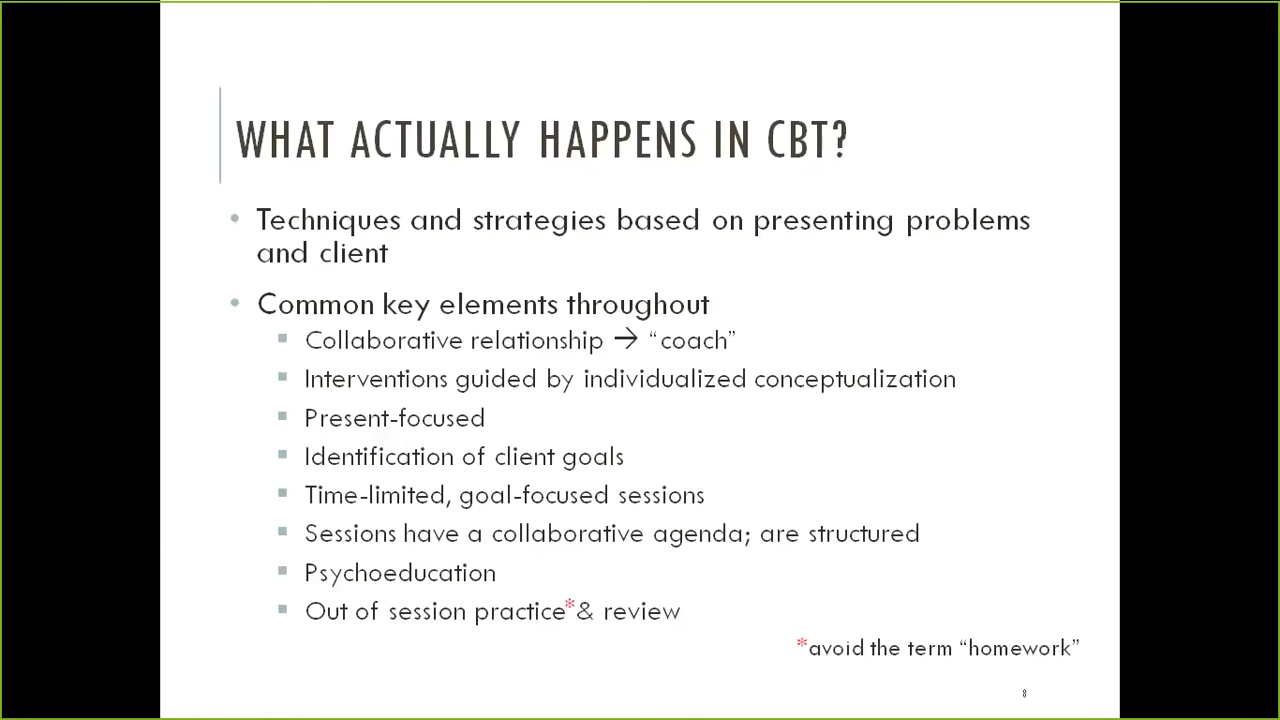 WHAT ACTUALLY HAPPENS IN CBT?
• Techniques and strategies based on presenting problems
and client
• Common key elements throughout
▪ Collaborative relationship → “coach”
▪ Interventions guided by individualized conceptualization
▪ Present-focused
▪ Identification of client goals
▪ Time-limited, goal-focused sessions
▪ Sessions have a collaborative agenda; are structured
▪ Psychoeducation
▪ Out of session practice*& review
*avoid the term “homework”
8